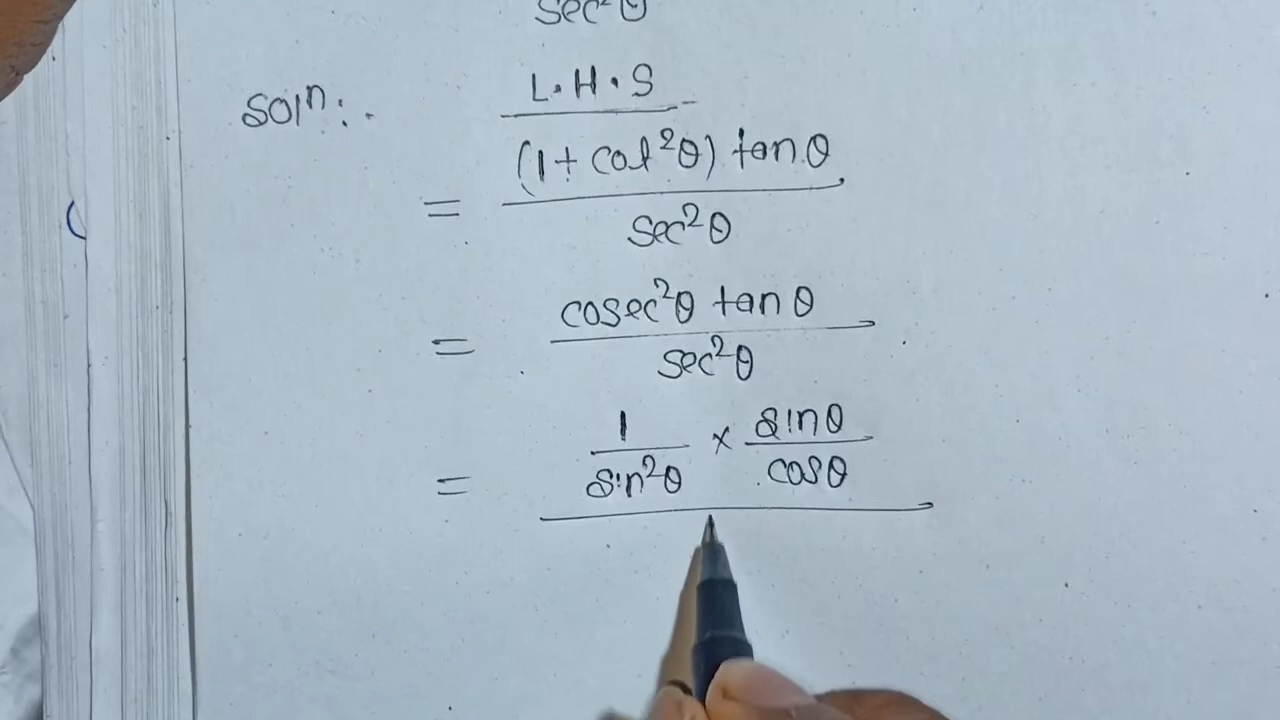 sec²θ
Solⁿ:. L.H.S
= (1 + cot²θ) tanθ / sec²θ
= cosec²θ tanθ / sec²θ
= 1/sin²θ × sinθ/cosθ